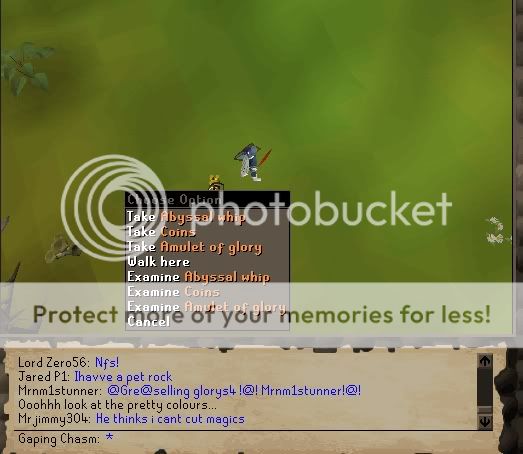 Choose Option
Take Abyssal whip
Take Coins
Take Amulet of glory
Walk here
Examine Abyssal whip
Examine Coins
Examine Amulet of glory
Cancel
photobucket
Protect more of your memories for less!
Lord Zero56: Nfs!
Jared P1: Ihavve a pet rock
Mrnm1stunner: @Gre@selling glorys4 !@! Mrnm1stunner!@!
Ooohhh look at the pretty colours...
Mrjimmy304: He thinks i cant cut magics
Gaping Chasm: *